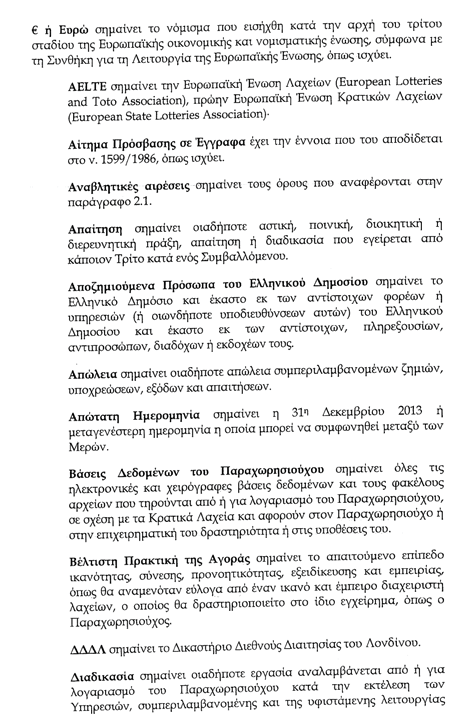 € ή Ευρώ σημαίνει το νόμισμα που εισήχθη κατά την αρχή του τρίτου
σταδίου της Ευρωπαϊκής οικονομικής και νομισματικής ένωσης, σύμφωνα με
τη Συνθήκη για τη Λειτουργία της Ευρωπαϊκής Ένωσης, όπως ισχύει.
AELTE σημαίνει την Ευρωπαϊκή Ένωση Λαχείων (European Lotteries
and Toto Association), πρώην Ευρωπαϊκή Ένωση Κρατικών Λαχείων
(European State Lotteries Association)·
Αίτημα Πρόσβασης σε Έγγραφα έχει την έννοια που του αποδίδεται
στο ν. 1599/1986, όπως ισχύει.
Αναβλητικές αιρέσεις σημαίνει τους όρους που αναφέρονται στην
παράγραφο 2.1.
Απαίτηση σημαίνει οιαδήποτε αστική, ποινική, διοικητική ή
διερευνητική πράξη, απαίτηση ή διαδικασία που εγείρεται από
κάποιον Τρίτο κατά ενός Συμβαλλόμενου.
Αποζημιούμενα Πρόσωπα του Ελληνικού Δημοσίου σημαίνει το
Ελληνικό Δημόσιο και έκαστο εκ των αντίστοιχων φορέων ή
υπηρεσιών (ή οιωνδήποτε υποδιευθύνσεων αυτών) του Ελληνικού
Δημοσίου και έκαστο εκ των αντίστοιχων, πληρεξουσίων,
αντιπροσώπων, διαδόχων ή εκδοχέων τους.
Απώλεια σημαίνει οιαδήποτε απώλεια συμπεριλαμβανομένων ζημιών,
υποχρεώσεων, εξόδων και απαιτήσεων.
Απώτατη Ημερομηνία σημαίνει η 31η Δεκεμβρίου 2013 ή
μεταγενέστερη ημερομηνία η οποία μπορεί να συμφωνηθεί μεταξύ των
Μερών.
Βάσεις Δεδομένων του Παραχωρησιούχου σημαίνει όλες τις
ηλεκτρονικές και χειρόγραφες βάσεις δεδομένων και τους φακέλους
αρχείων που τηρούνται από ή για λογαριασμό του Παραχωρησιούχου,
σε σχέση με τα Κρατικά Λαχεία και αφορούν στον Παραχωρησιούχο ή
στην επιχειρηματική του δραστηριότητα ή στις υποθέσεις του.
Βέλτιστη Πρακτική της Αγοράς σημαίνει το απαιτούμενο επίπεδο
ικανότητας, σύνεσης, προνοητικότητας, εξειδίκευσης και εμπειρίας,
όπως θα αναμενόταν εύλογα από έναν ικανό και έμπειρο διαχειριστή
λαχείων, ο οποίος θα δραστηριοποιείτο στο ίδιο εγχείρημα, όπως ο
Παραχωρησιούχος.
ΔΔΔΛ σημαίνει το Δικαστήριο Διεθνούς Διαιτησίας του Λονδίνου.
Διαδικασία σημαίνει οιαδήποτε εργασία αναλαμβάνεται από ή για
λογαριασμό του Παραχωρησιούχου κατά την εκτέλεση των
Υπηρεσιών, συμπεριλαμβανομένης και της υφιστάμενης λειτουργίας